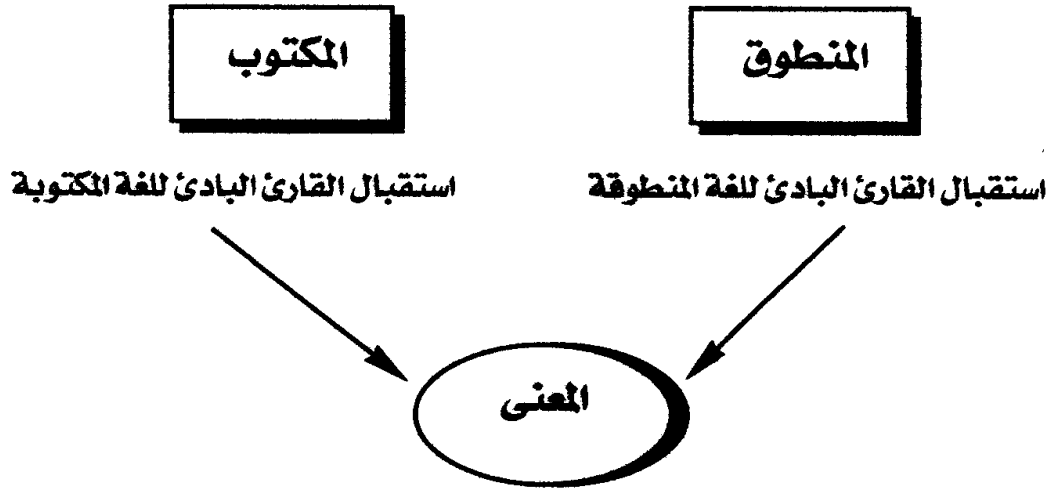 المنطوق
المكتوب
استقبال القارئ البادئ للغة المنطوقة
استقبال القارئ البادئ للغة المكتوبة
المعنى